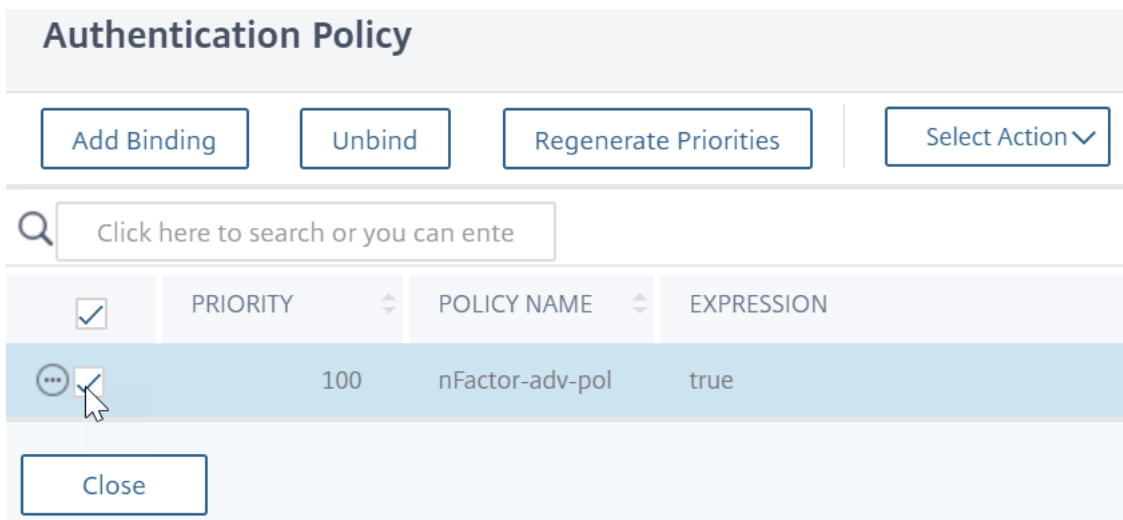 Authentication Policy
Add Binding Unbind Regenerate Priorities Select Action
Click here to search or you can ente
PRIORITY POLICY NAME EXPRESSION
100 nFactor-adv-pol true
Close